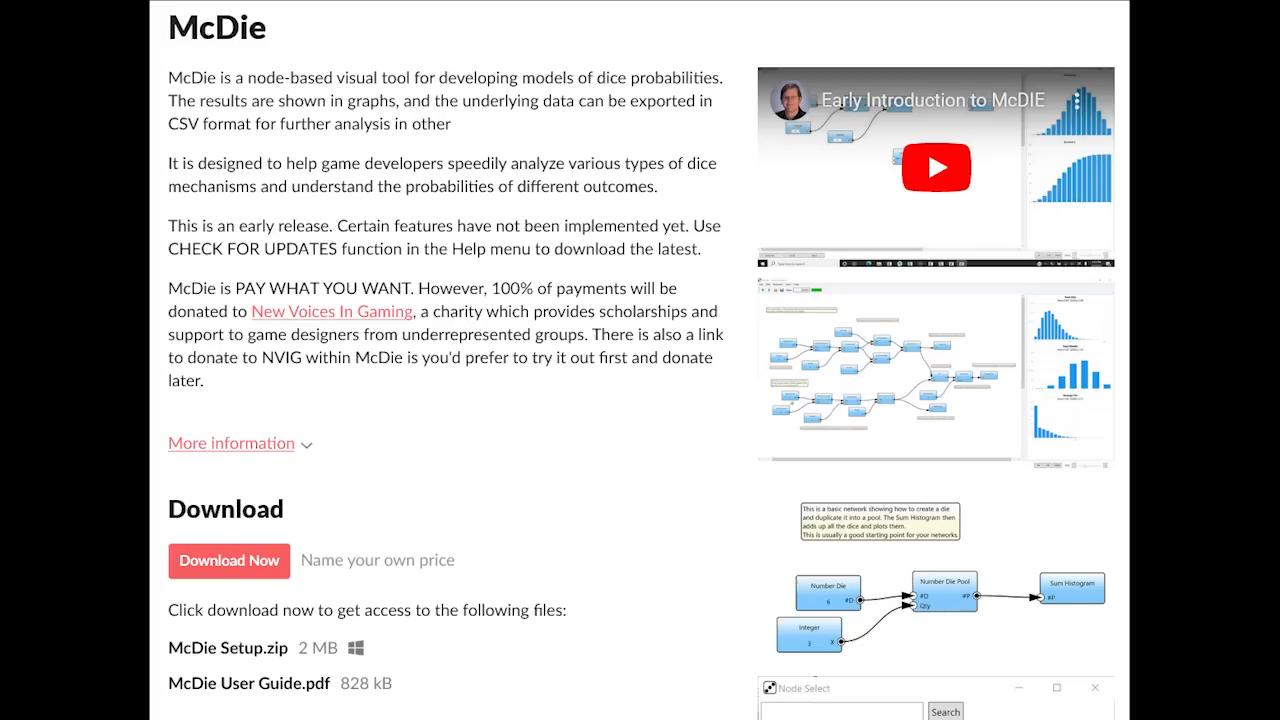 McDie
McDie is a node-based visual tool for developing models of dice probabilities.
The results are shown in graphs, and the underlying data can be exported in
CSV format for further analysis in other
It is designed to help game developers speedily analyze various types of dice
mechanisms and understand the probabilities of different outcomes.
This is an early release. Certain features have not been implemented yet. Use
CHECK FOR UPDATES function in the Help menu to download the latest.
McDie is PAY WHAT YOU WANT. However, 100% of payments will be
donated to New Voices In Gaming, a charity which provides scholarships and
support to game designers from underrepresented groups. There is also a link
to donate to NVIG within McDie is you'd prefer to try it out first and donate
later.
More information
Download
Download Now Name your own price
Click download now to get access to the following files:
McDie Setup.zip 2 MB
McDie User Guide.pdf 828 kB
Early Introduction to McDIE
This is a basic network showing how to create a die
and duplicate it into a pool. The Sum Histogram then
adds up all the dice and plots them.
This is usually a good starting point for your networks.
Number Die
6 #D
Integer
3 X
Number Die Pool
#D #P
Qty
Sum Histogram
#P
Node Select
Search